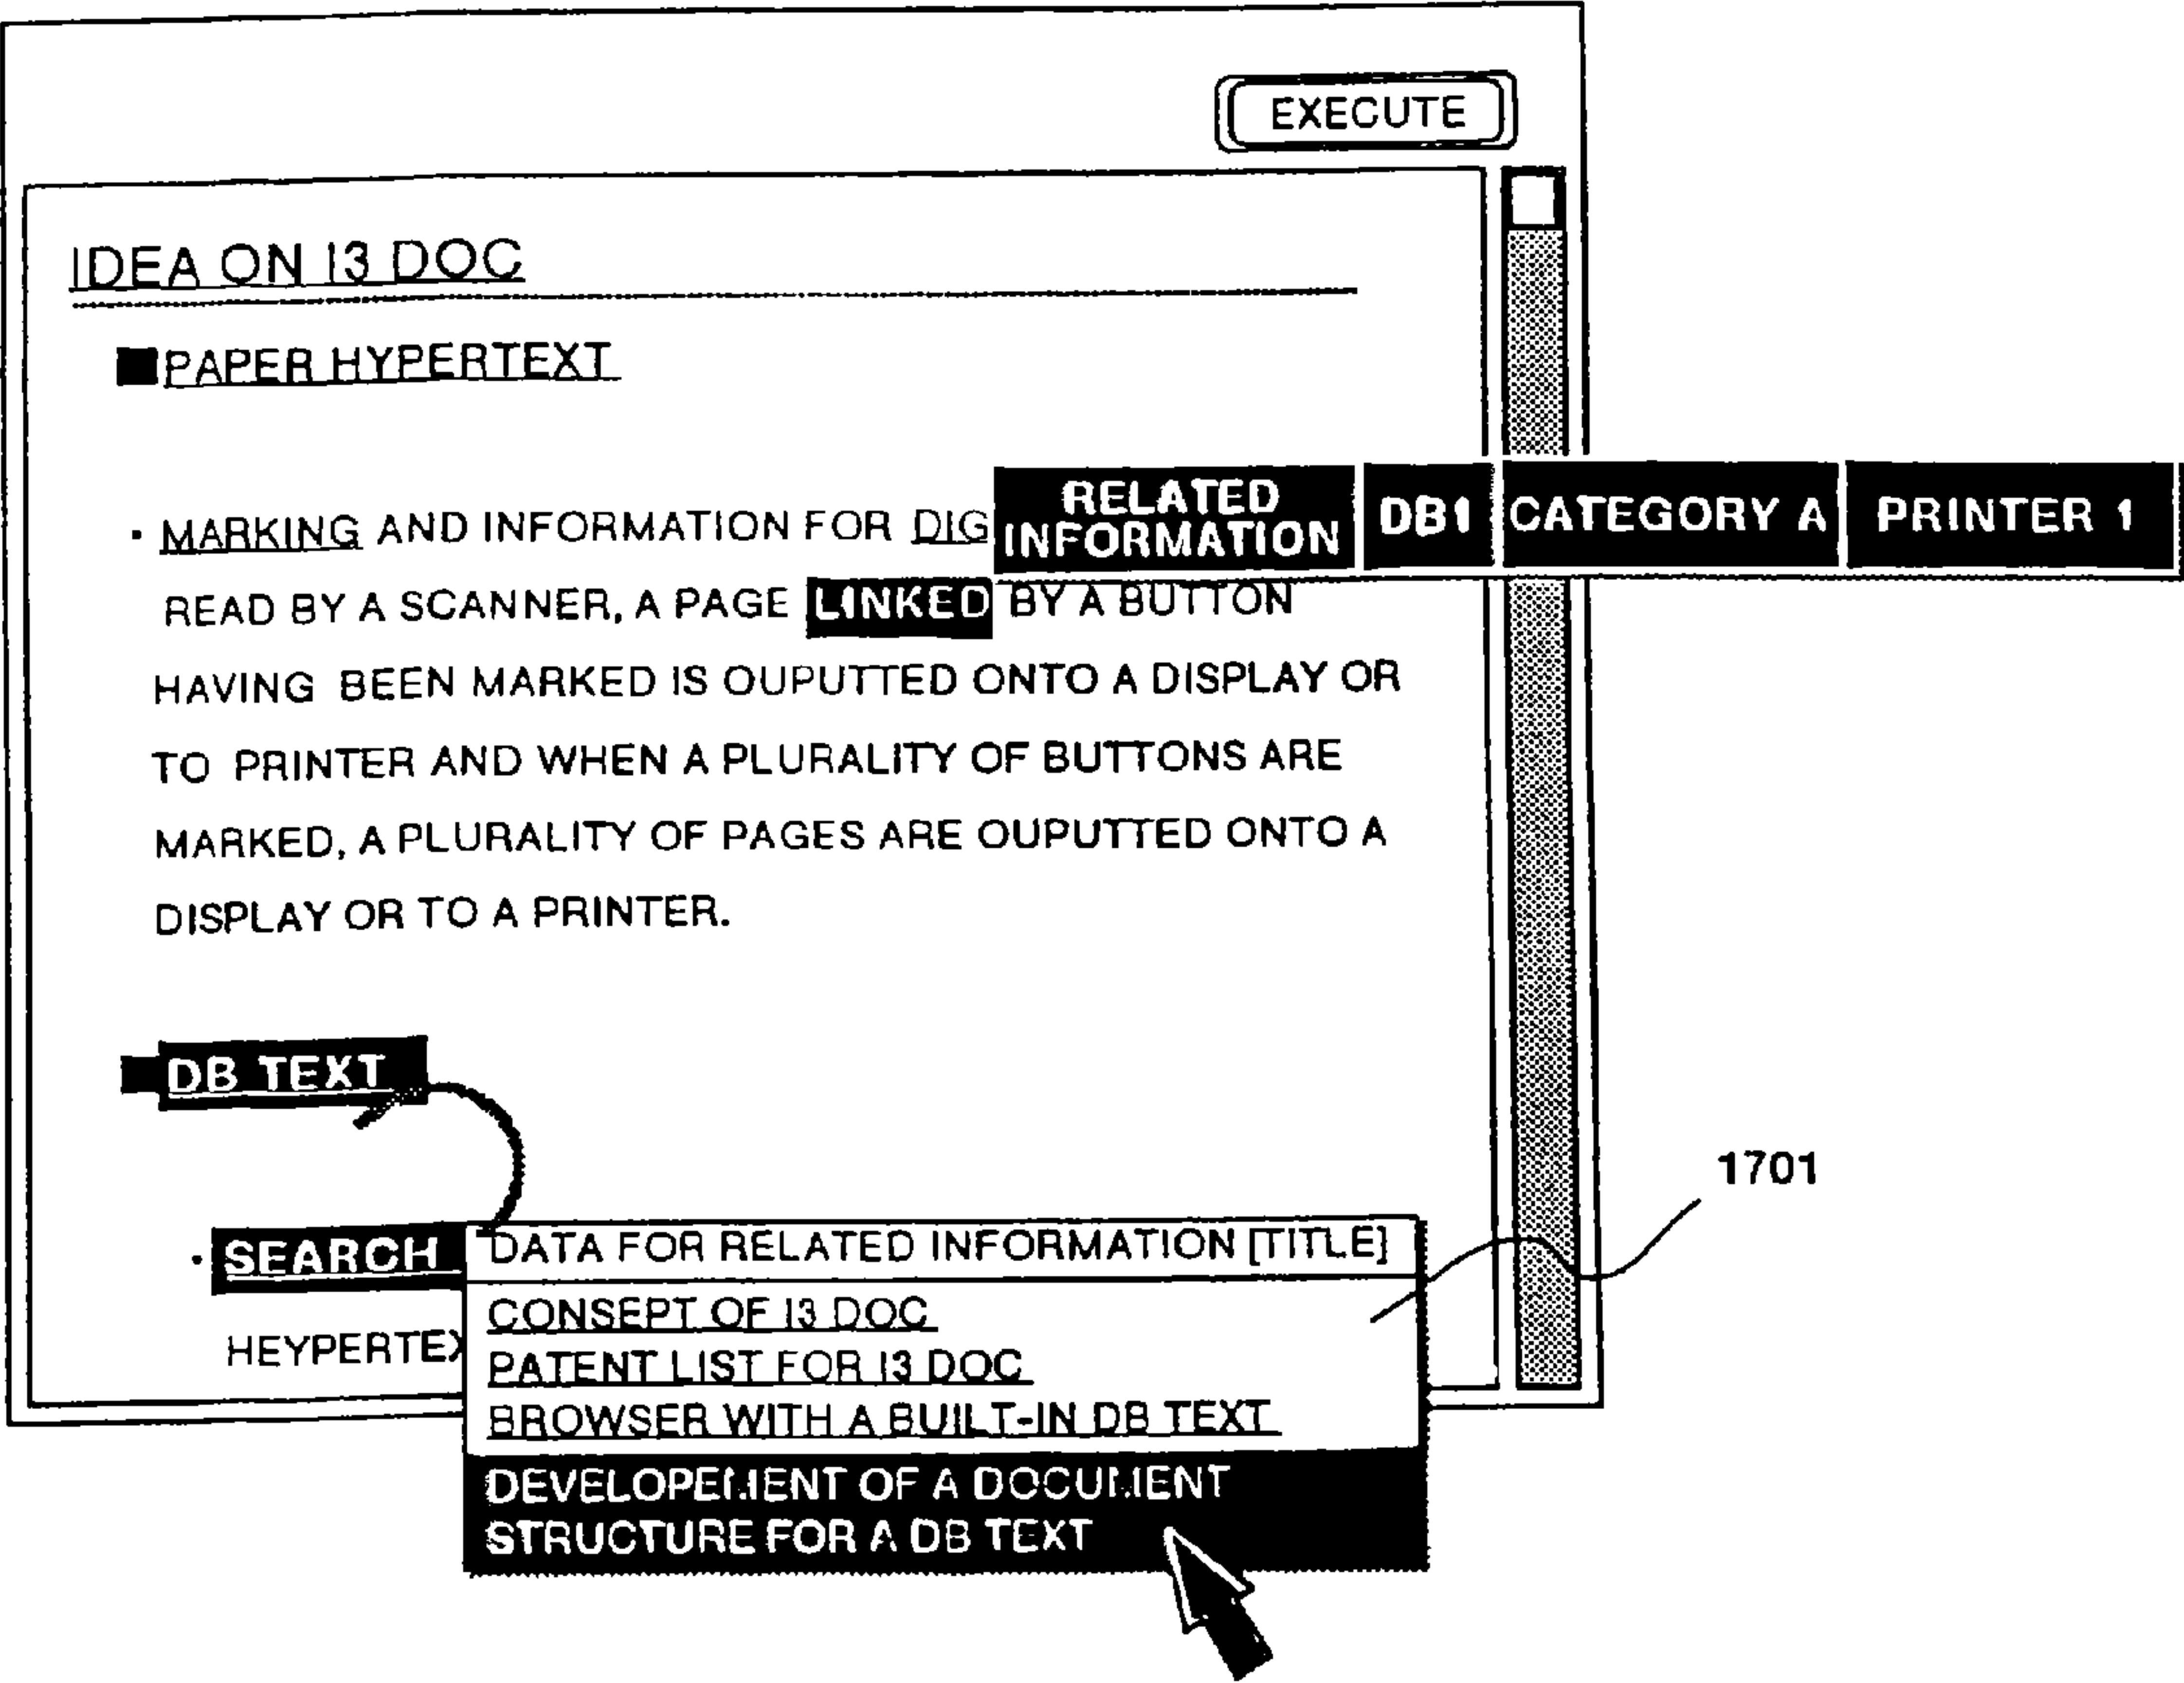 EXECUTE
IDEA ON I3 DOC
PAPER HYPERTEXT
· MARKING AND INFORMATION FOR DIG
RELATED
INFORMATION
DB1
CATEGORY A
PRINTER 1
READ BY A SCANNER, A PAGE LINKED BY A BUTTON
HAVING BEEN MARKED IS OUPUTTED ONTO A DISPLAY OR
TO PRINTER AND WHEN A PLURALITY OF BUTTONS ARE
MARKED, A PLURALITY OF PAGES ARE OUPUTTED ONTO A
DISPLAY OR TO A PRINTER.
DB TEXT
1701
· SEARCH
DATA FOR RELATED INFORMATION [TITLE]
CONSEPT OF I3 DOC
HEYPERTEX
PATENT LIST FOR I3 DOC
BROWSER WITH A BUILT-IN DB TEXT
DEVELOPEMENT OF A DOCUMENT
STRUCTURE FOR A DB TEXT